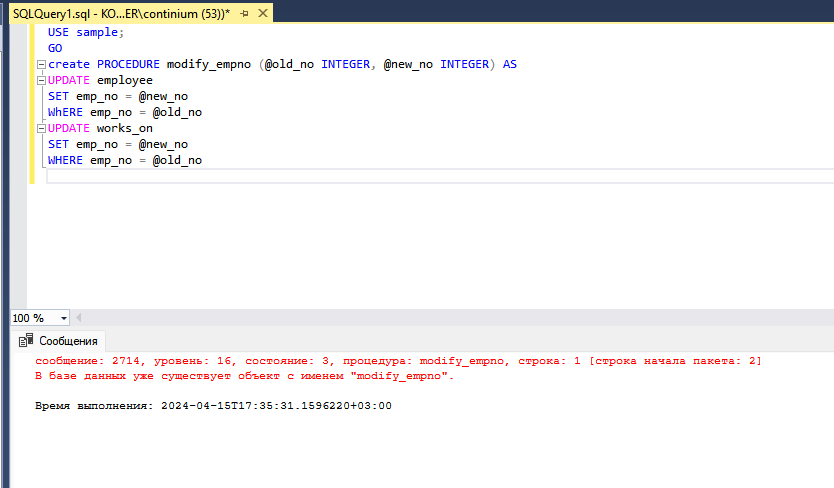 SQLQuery1.sql - KO...ER\continium (53))*
USE sample;
GO
create PROCEDURE modify_empno (@old_no INTEGER, @new_no INTEGER) AS
UPDATE employee
SET emp_no = @new_no
WhERE emp_no = @old_no
UPDATE works_on
SET emp_no = @new_no
WHERE emp_no = @old_no
100 %
Сообщения
сообщение: 2714, уровень: 16, состояние: 3, процедура: modify_empno, строка: 1 [строка начала пакета: 2]
В базе данных уже существует объект с именем "modify_empno".
Время выполнения: 2024-04-15T17:35:31.1596220+03:00